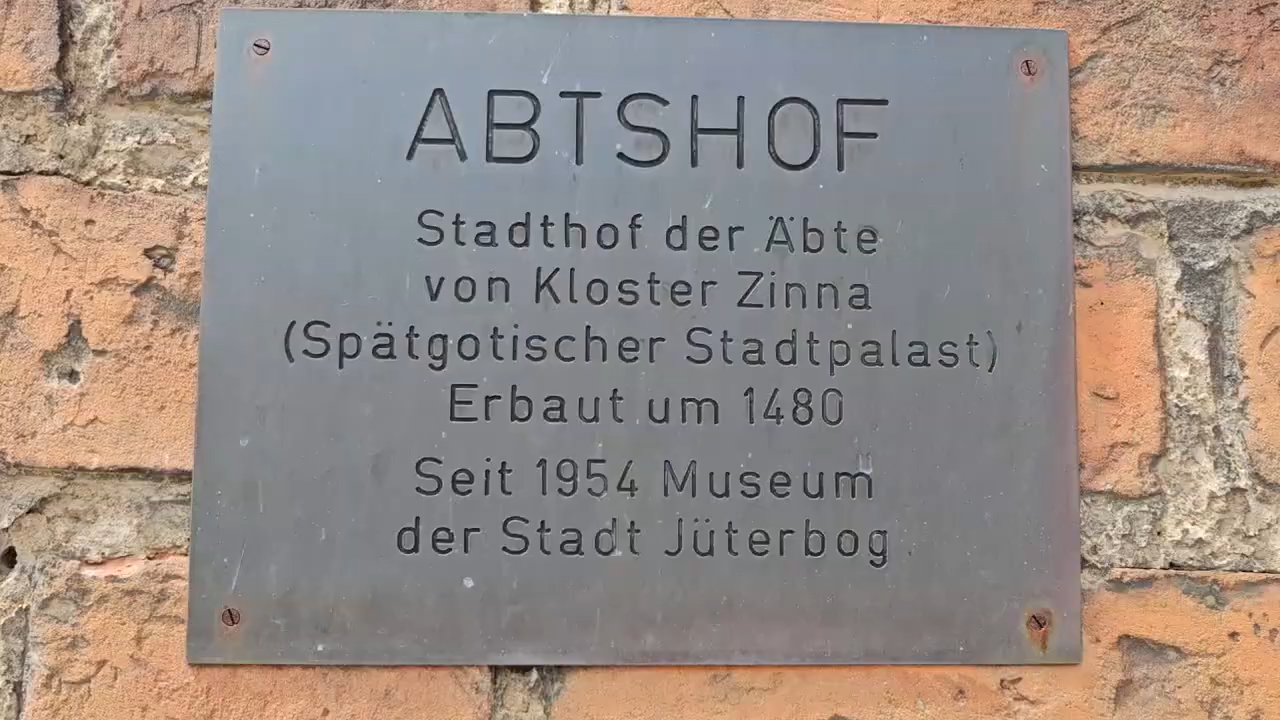 ABTSHOF
Stadthof der Äbte
von Kloster Zinna
(Spätgotischer Stadtpalast)
Erbaut um 1480
Seit 1954 Museum
der Stadt Jüterbog